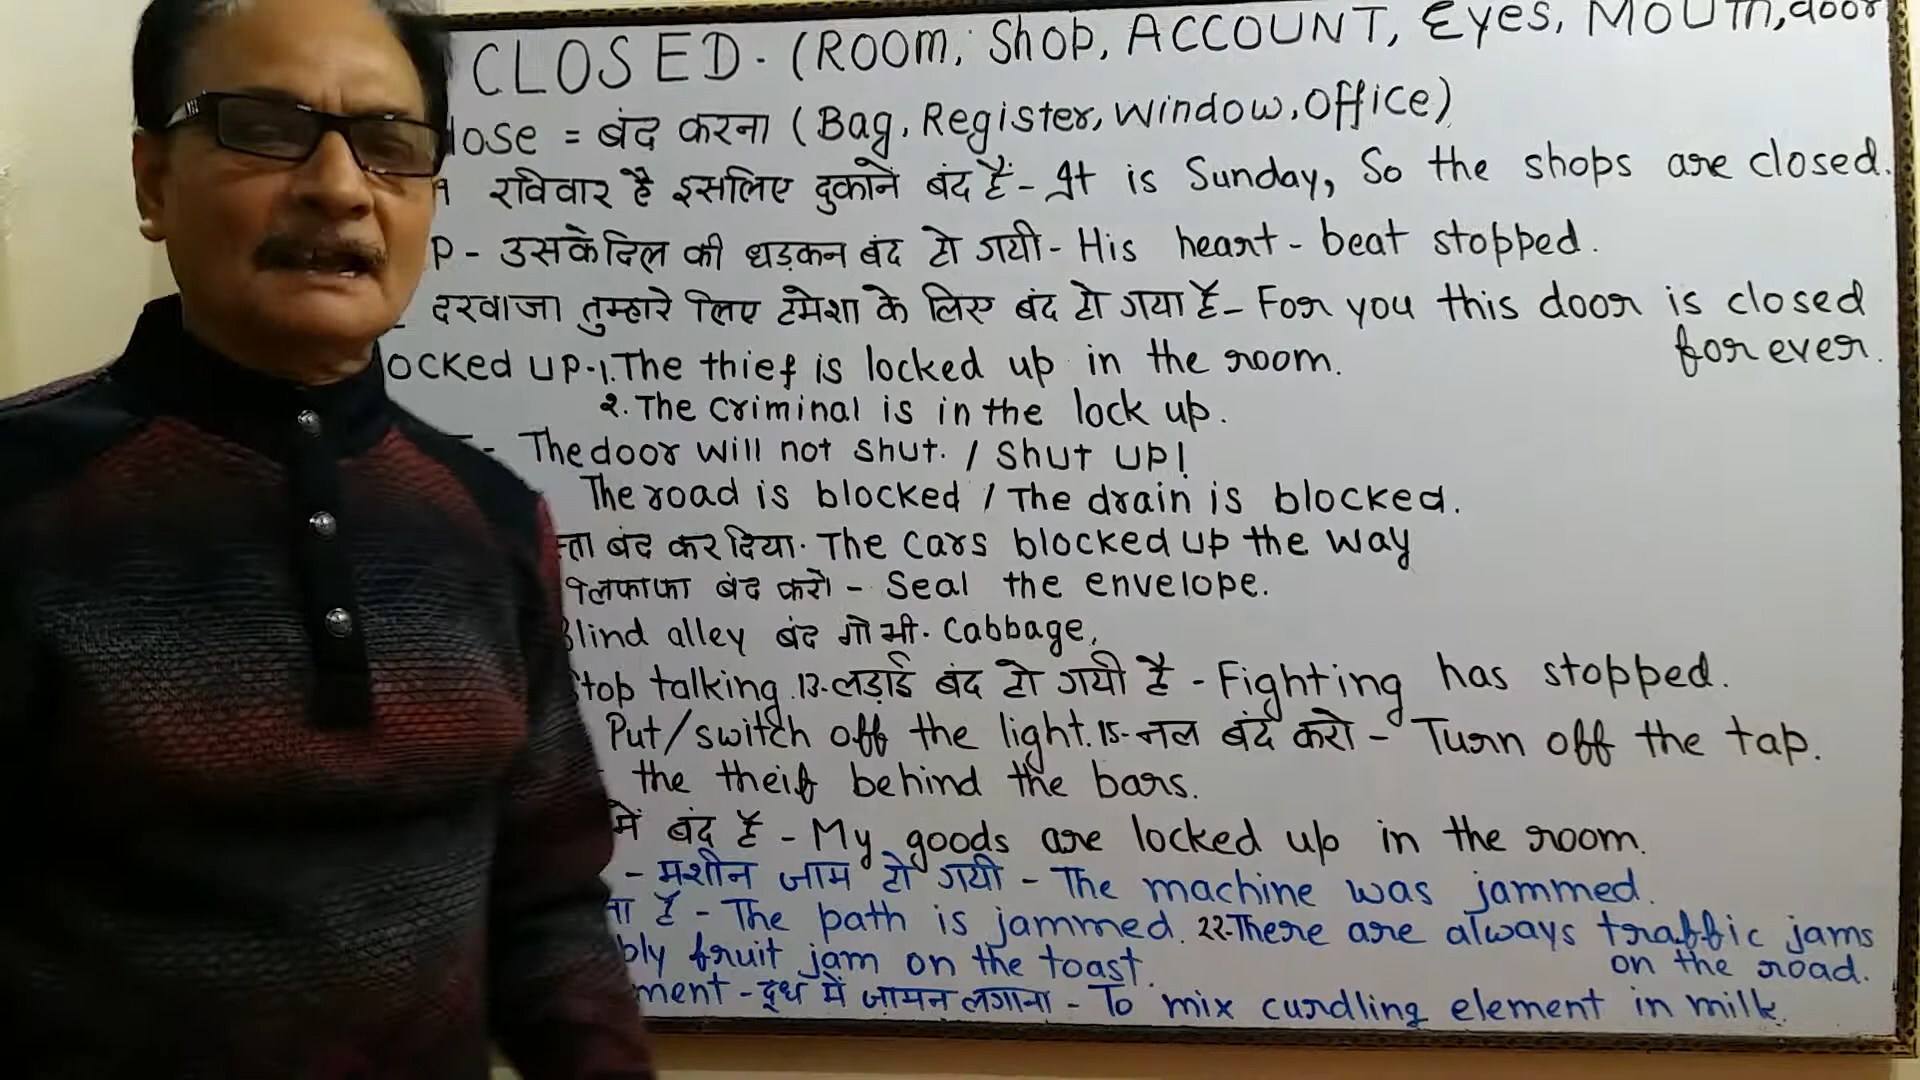 CLOSED. (ROOM, Shop, ACCOUNT, Eyes, MOUTH, door
lose = बंद करना (Bag, Register, Window, Office)
रविवार है इसलिए दुकानें बंद हैं - It is Sunday, So the shops are closed.
P - उसके दिल की धड़कन बंद हो गयी - His heart - beat stopped.
दरवाजा तुम्हारे लिए हमेशा के लिए बंद हो गया है - For you this door is closed
for ever.
OCKED UP - 1. The thief is locked up in the room.
2. The criminal is in the lock up.
- The door will not shut. / Shut up!
The road is blocked / The drain is blocked.
ता बंद कर दिया. The cars blocked up the way
लिफाफा बंद करो - Seal the envelope.
lind alley बंद गोभी. Cabbage,
top talking. 13- लड़ाई बंद हो गयी है - Fighting has stopped.
Put/switch off the light. 15- नल बंद करो - Turn off the tap.
the theif behind the bars.
में बंद है - My goods are locked up in the room.
- मशीन जाम हो गयी - The machine was jammed.
ता है - The path is jammed. 22- There are always traffic jams
on the road.
ply fruit jam on the toast.
ment - दूध में जामन लगाना - To mix curdling element in milk.